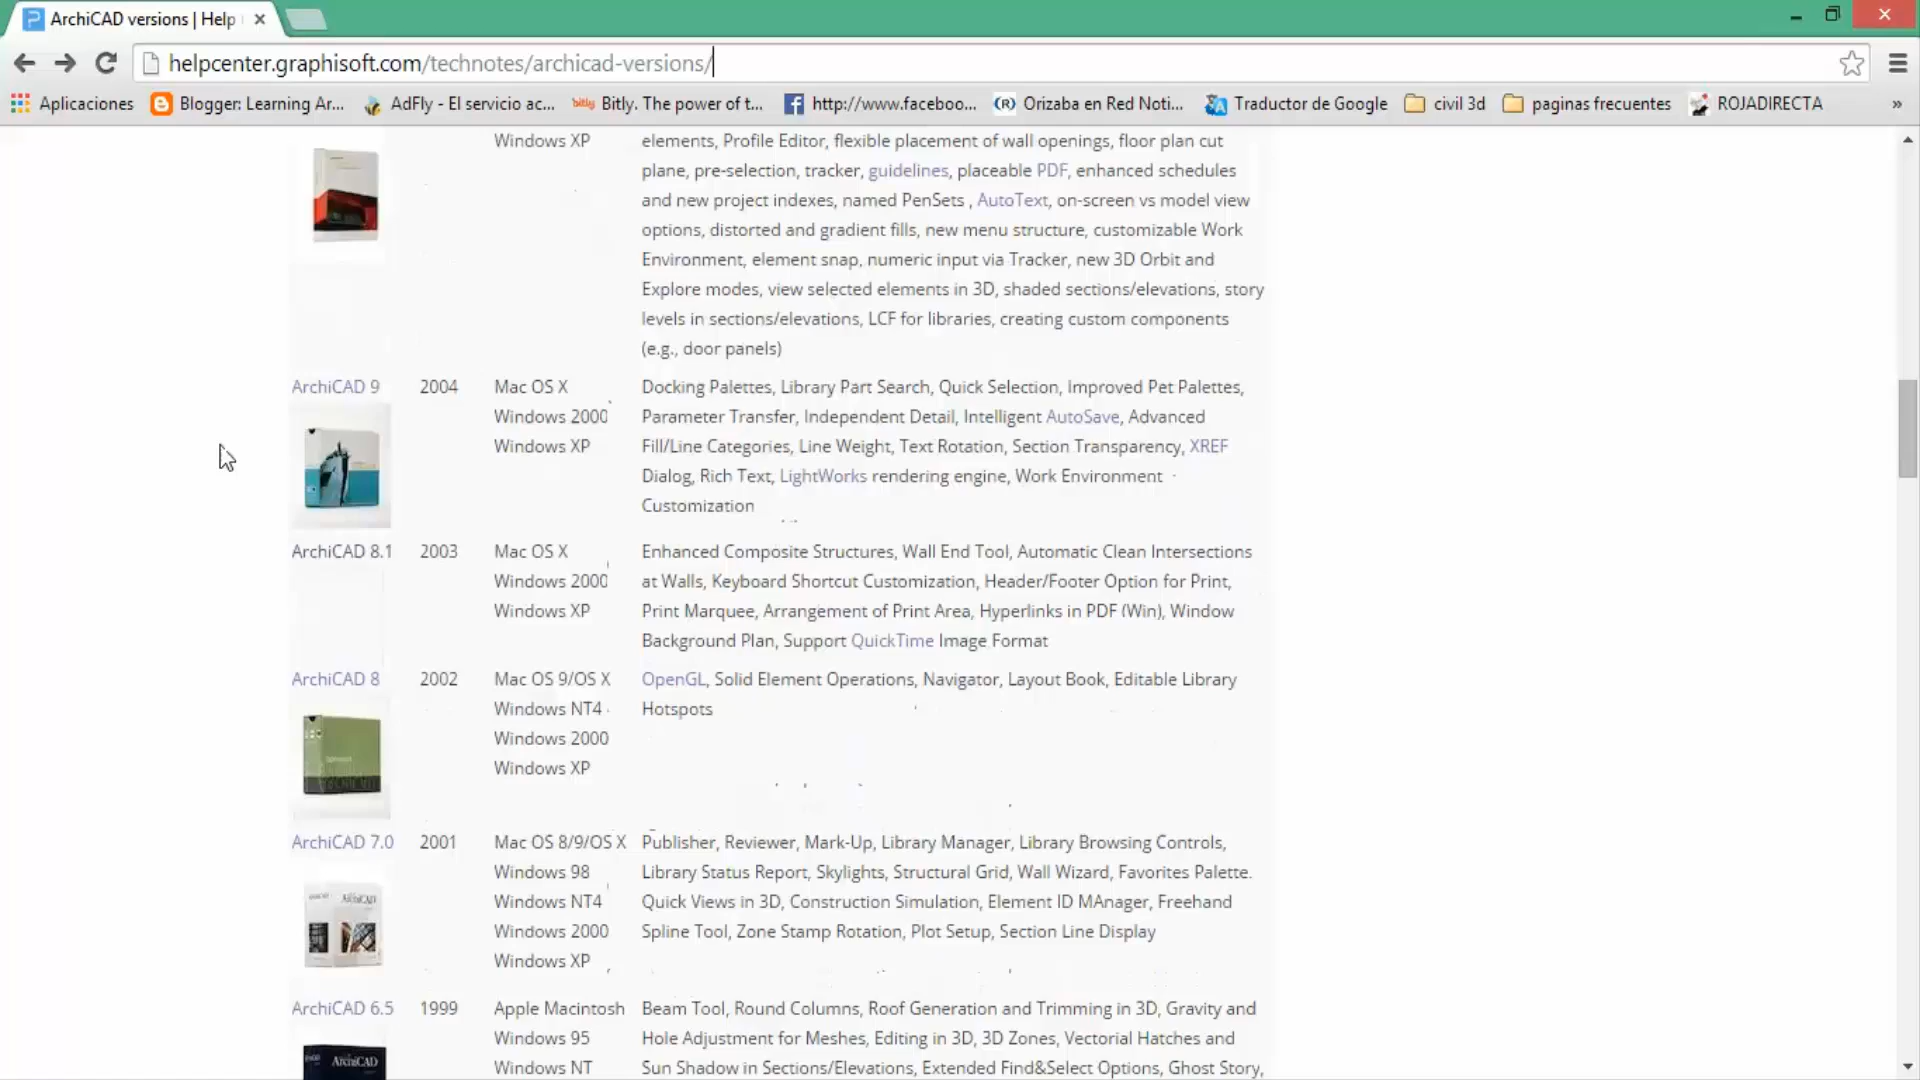 ArchiCAD versions | Help
helpcenter.graphisoft.com/technotes/archicad-versions/
Aplicaciones Blogger: Learning Ar... AdFly - El servicio ac... bitly Bitly. The power of t... http://www.faceboo... (R) Orizaba en Red Noti... Traductor de Google civil 3d paginas frecuentes ROJADIRECTA »
Windows XP
elements, Profile Editor, flexible placement of wall openings, floor plan cut
plane, pre-selection, tracker, guidelines, placeable PDF, enhanced schedules
and new project indexes, named PenSets , AutoText, on-screen vs model view
options, distorted and gradient fills, new menu structure, customizable Work
Environment, element snap, numeric input via Tracker, new 3D Orbit and
Explore modes, view selected elements in 3D, shaded sections/elevations, story
levels in sections/elevations, LCF for libraries, creating custom components
(e.g., door panels)
ArchiCAD 9 2004 Mac OS X Docking Palettes, Library Part Search, Quick Selection, Improved Pet Palettes,
Windows 2000 Parameter Transfer, Independent Detail, Intelligent AutoSave, Advanced
Windows XP Fill/Line Categories, Line Weight, Text Rotation, Section Transparency, XREF
Dialog, Rich Text, LightWorks rendering engine, Work Environment
Customization
ArchiCAD 8.1 2003 Mac OS X Enhanced Composite Structures, Wall End Tool, Automatic Clean Intersections
Windows 2000 at Walls, Keyboard Shortcut Customization, Header/Footer Option for Print,
Windows XP Print Marquee, Arrangement of Print Area, Hyperlinks in PDF (Win), Window
Background Plan, Support QuickTime Image Format
ArchiCAD 8 2002 Mac OS 9/OS X OpenGL, Solid Element Operations, Navigator, Layout Book, Editable Library
Windows NT4 Hotspots
Windows 2000
Windows XP
ArchiCAD 7.0 2001 Mac OS 8/9/OS X Publisher, Reviewer, Mark-Up, Library Manager, Library Browsing Controls,
Windows 98 Library Status Report, Skylights, Structural Grid, Wall Wizard, Favorites Palette.
ArchiCAD
Windows NT4 Quick Views in 3D, Construction Simulation, Element ID MAnager, Freehand
Windows 2000 Spline Tool, Zone Stamp Rotation, Plot Setup, Section Line Display
Windows XP
ArchiCAD 6.5 1999 Apple Macintosh Beam Tool, Round Columns, Roof Generation and Trimming in 3D, Gravity and
Windows 95 Hole Adjustment for Meshes, Editing in 3D, 3D Zones, Vectorial Hatches and
ArchiCAD
Windows NT Sun Shadow in Sections/Elevations, Extended Find&Select Options, Ghost Story,